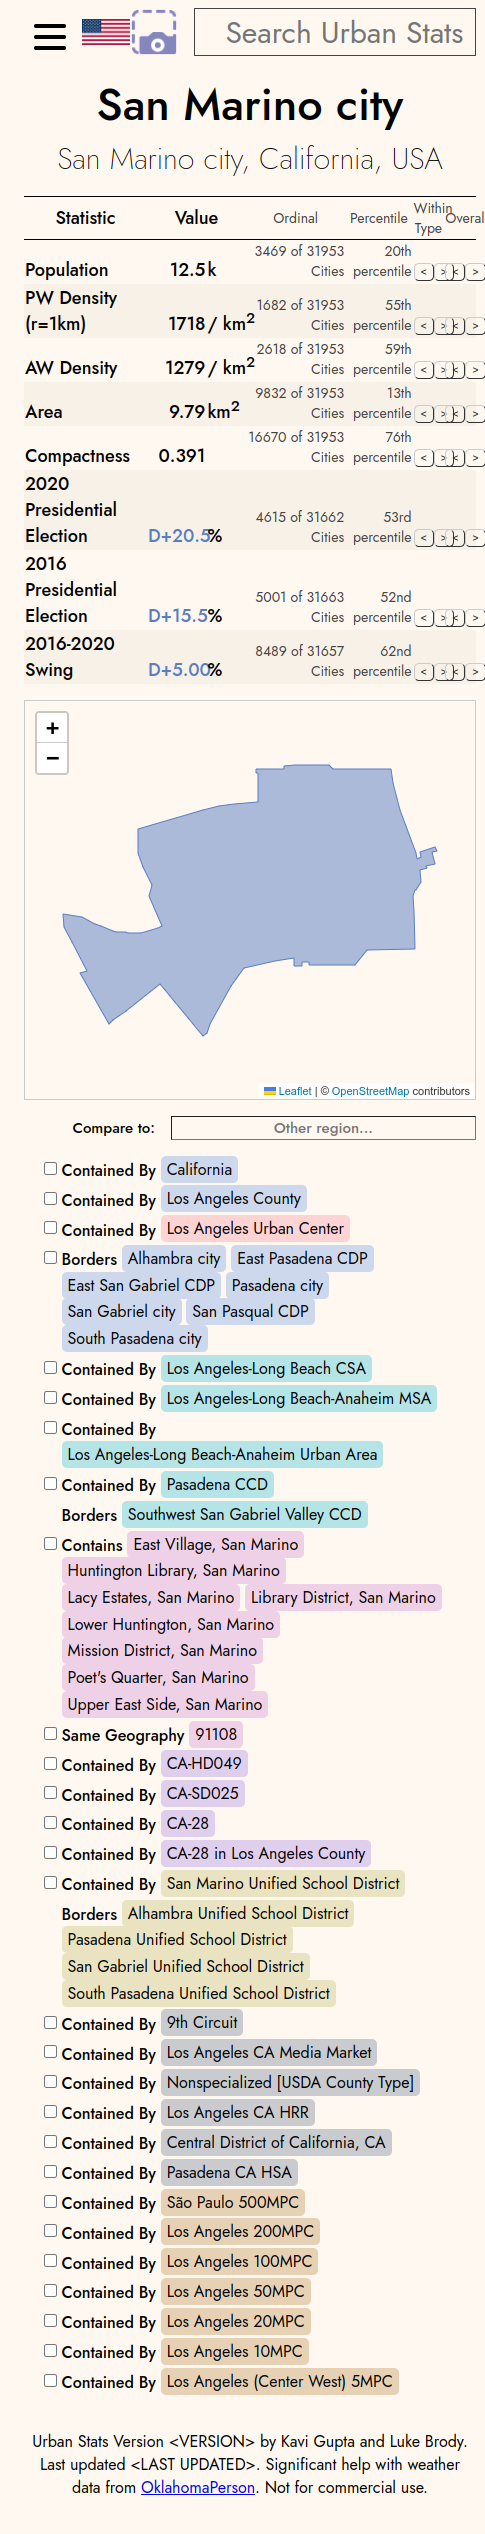 Search Urban Stats
San Marino city
San Marino city, California, USA
Statistic Value Ordinal Percentile Within Type Overal
Population 12.5 k 3469 of 31953 Cities 20th percentile < > < >
PW Density (r=1km) 1718 / km2 1682 of 31953 Cities 55th percentile < > < >
AW Density 1279 / km2 2618 of 31953 Cities 59th percentile < > < >
Area 9.79 km2 9832 of 31953 Cities 13th percentile < > < >
Compactness 0.391 16670 of 31953 Cities 76th percentile < > < >
2020 Presidential Election D+20.5% 4615 of 31662 Cities 53rd percentile < > < >
2016 Presidential Election D+15.5% 5001 of 31663 Cities 52nd percentile < > < >
2016-2020 Swing D+5.00% 8489 of 31657 Cities 62nd percentile < > < >
+
−
Leaflet | © OpenStreetMap contributors
Compare to: Other region...
Contained By California
Contained By Los Angeles County
Contained By Los Angeles Urban Center
Borders Alhambra city East Pasadena CDP
East San Gabriel CDP Pasadena city
San Gabriel city San Pasqual CDP
South Pasadena city
Contained By Los Angeles-Long Beach CSA
Contained By Los Angeles-Long Beach-Anaheim MSA
Contained By
Los Angeles-Long Beach-Anaheim Urban Area
Contained By Pasadena CCD
Borders Southwest San Gabriel Valley CCD
Contains East Village, San Marino
Huntington Library, San Marino
Lacy Estates, San Marino Library District, San Marino
Lower Huntington, San Marino
Mission District, San Marino
Poet's Quarter, San Marino
Upper East Side, San Marino
Same Geography 91108
Contained By CA-HD049
Contained By CA-SD025
Contained By CA-28
Contained By CA-28 in Los Angeles County
Contained By San Marino Unified School District
Borders Alhambra Unified School District
Pasadena Unified School District
San Gabriel Unified School District
South Pasadena Unified School District
Contained By 9th Circuit
Contained By Los Angeles CA Media Market
Contained By Nonspecialized [USDA County Type]
Contained By Los Angeles CA HRR
Contained By Central District of California, CA
Contained By Pasadena CA HSA
Contained By São Paulo 500MPC
Contained By Los Angeles 200MPC
Contained By Los Angeles 100MPC
Contained By Los Angeles 50MPC
Contained By Los Angeles 20MPC
Contained By Los Angeles 10MPC
Contained By Los Angeles (Center West) 5MPC
Urban Stats Version <VERSION> by Kavi Gupta and Luke Brody.
Last updated <LAST UPDATED>. Significant help with weather
data from OklahomaPerson. Not for commercial use.